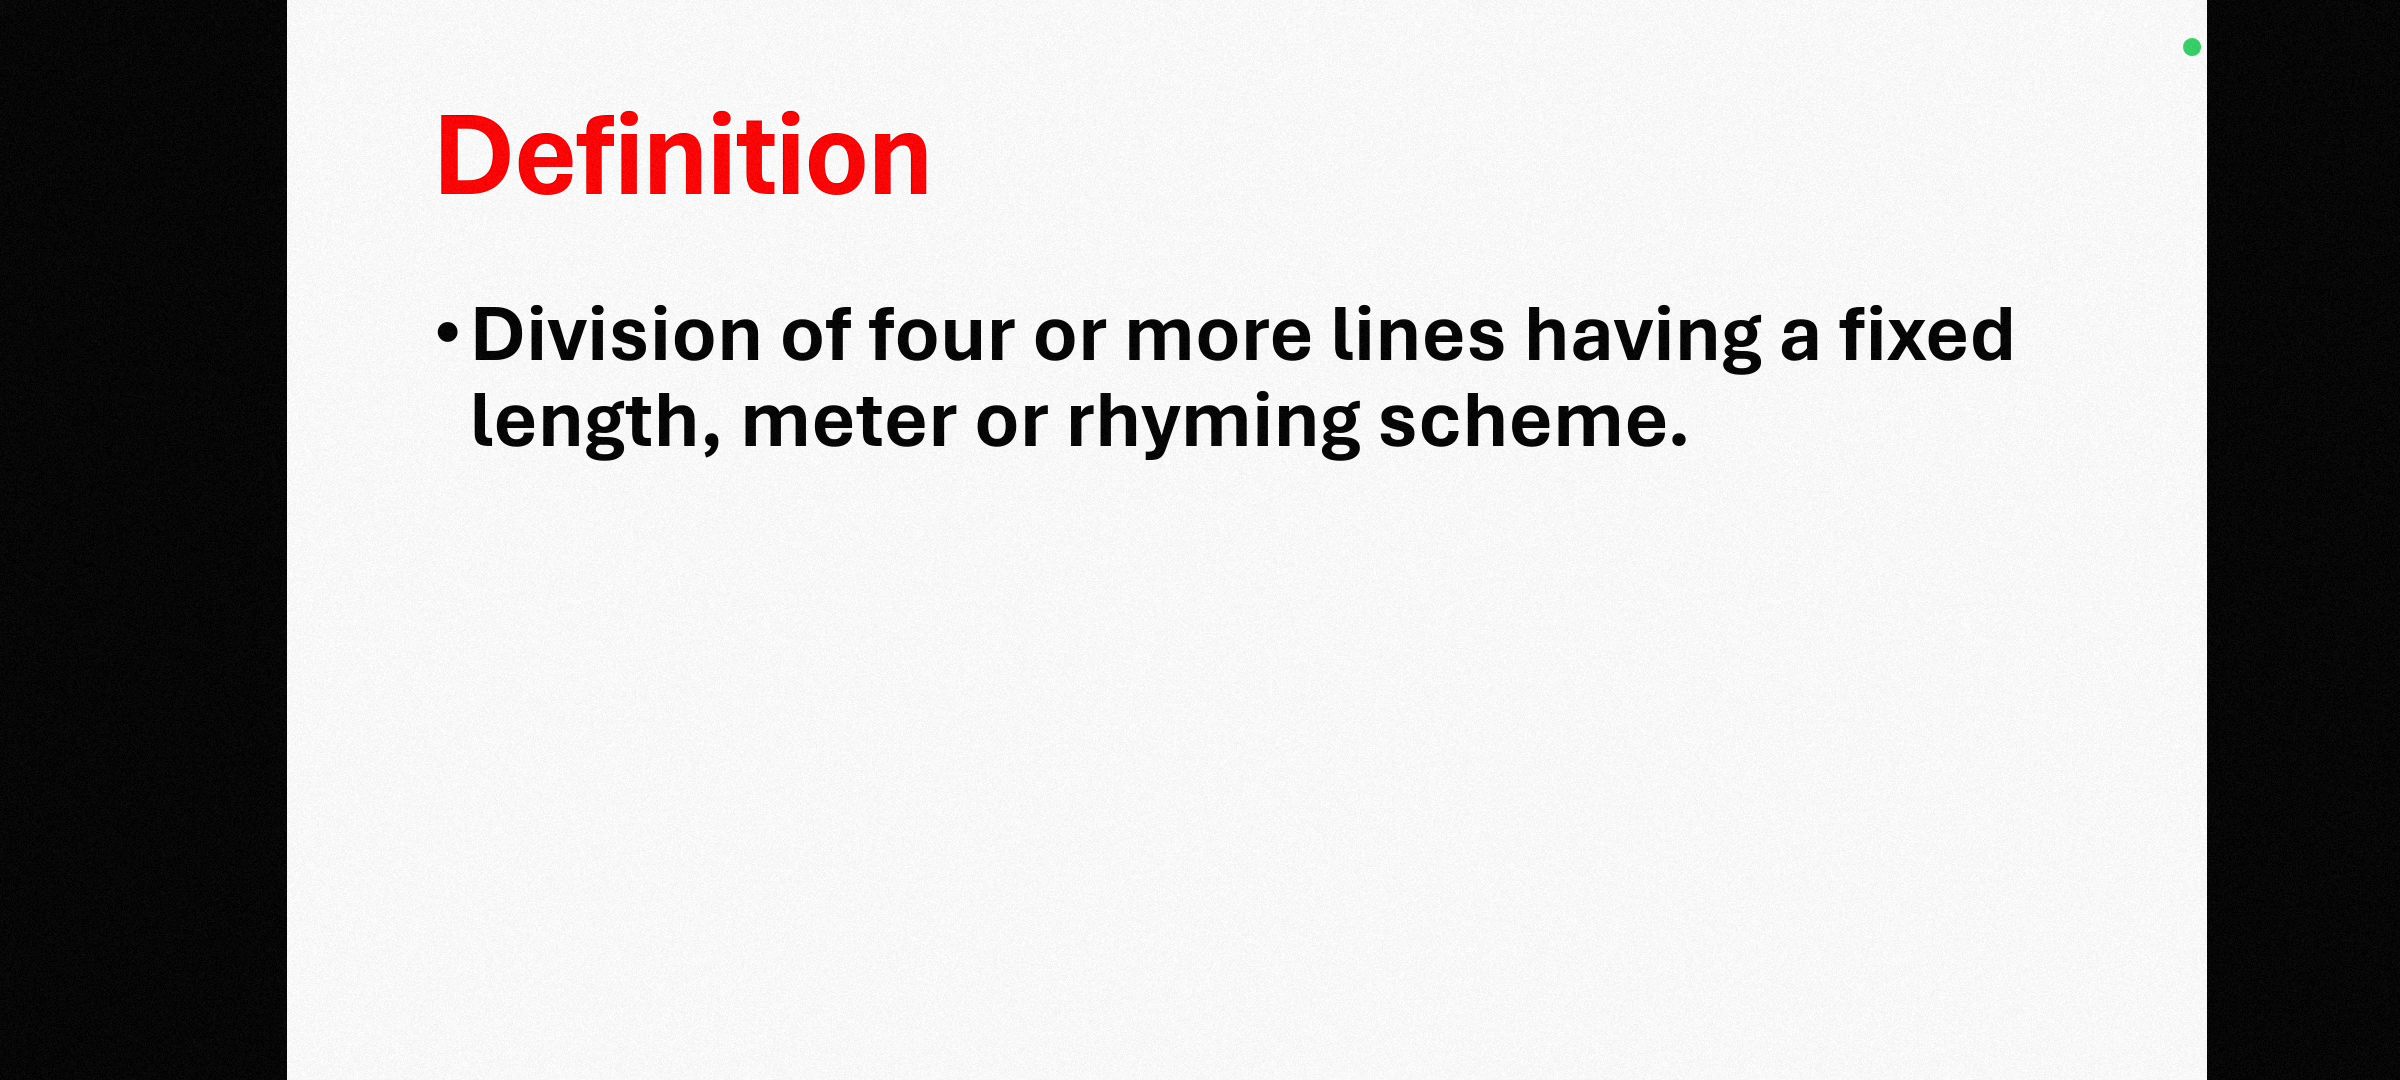 Definition
• Division of four or more lines having a fixed
length, meter or rhyming scheme.